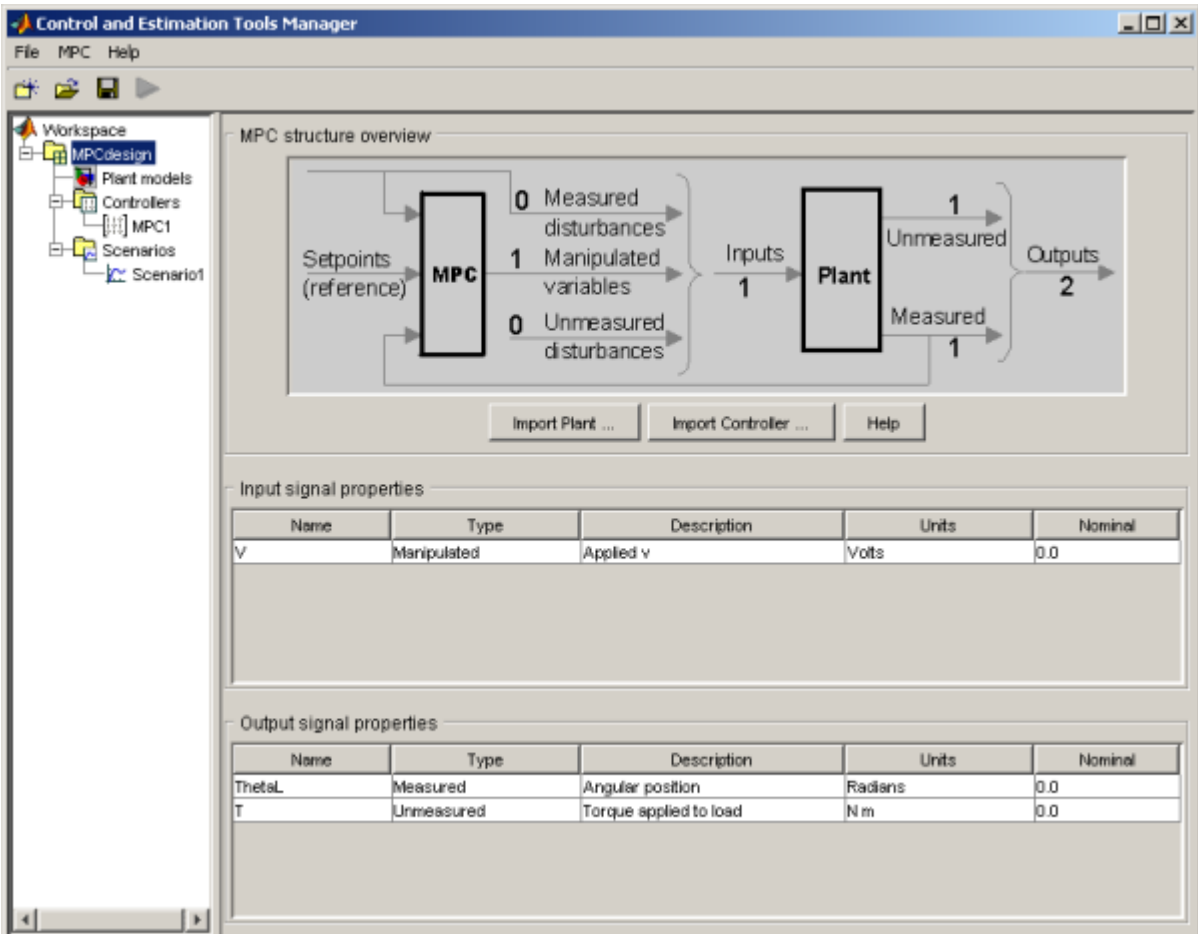 Control and Estimation Tools Manager
File MPC Help
Workspace
MPCdesign
Plant models
Controllers
MPC1
Scenarios
Scenario1
MPC structure overview
Setpoints
(reference)
MPC
0 Measured
disturbances
1 Manipulated
variables
0 Unmeasured
disturbances
Inputs
1
Plant
1
Unmeasured
Measured
1
Outputs
2
Import Plant ... Import Controller ... Help
Input signal properties
Name Type Description Units Nominal
V Manipulated Applied v Volts 0.0
Output signal properties
Name Type Description Units Nominal
ThetaL Measured Angular position Radians 0.0
T Unmeasured Torque applied to load N m 0.0